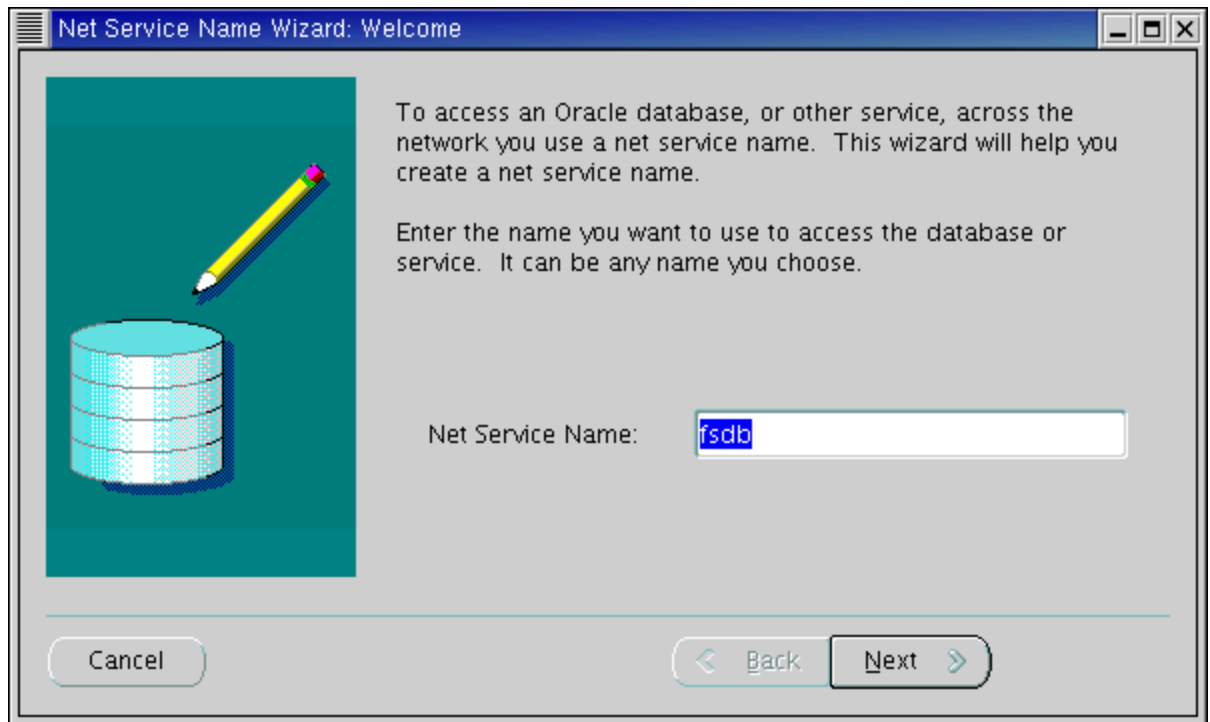 Net Service Name Wizard: Welcome
To access an Oracle database, or other service, across the
network you use a net service name.  This wizard will help you
create a net service name.
Enter the name you want to use to access the database or
service.  It can be any name you choose.
Net Service Name: fsdb
Cancel Back Next